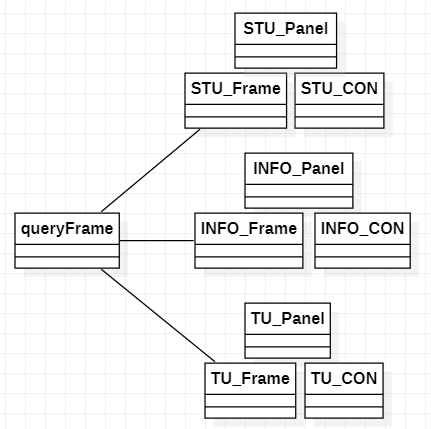 STU_Panel
STU_Frame STU_CON
INFO_Panel
queryFrame INFO_Frame INFO_CON
TU_Panel
TU_Frame TU_CON